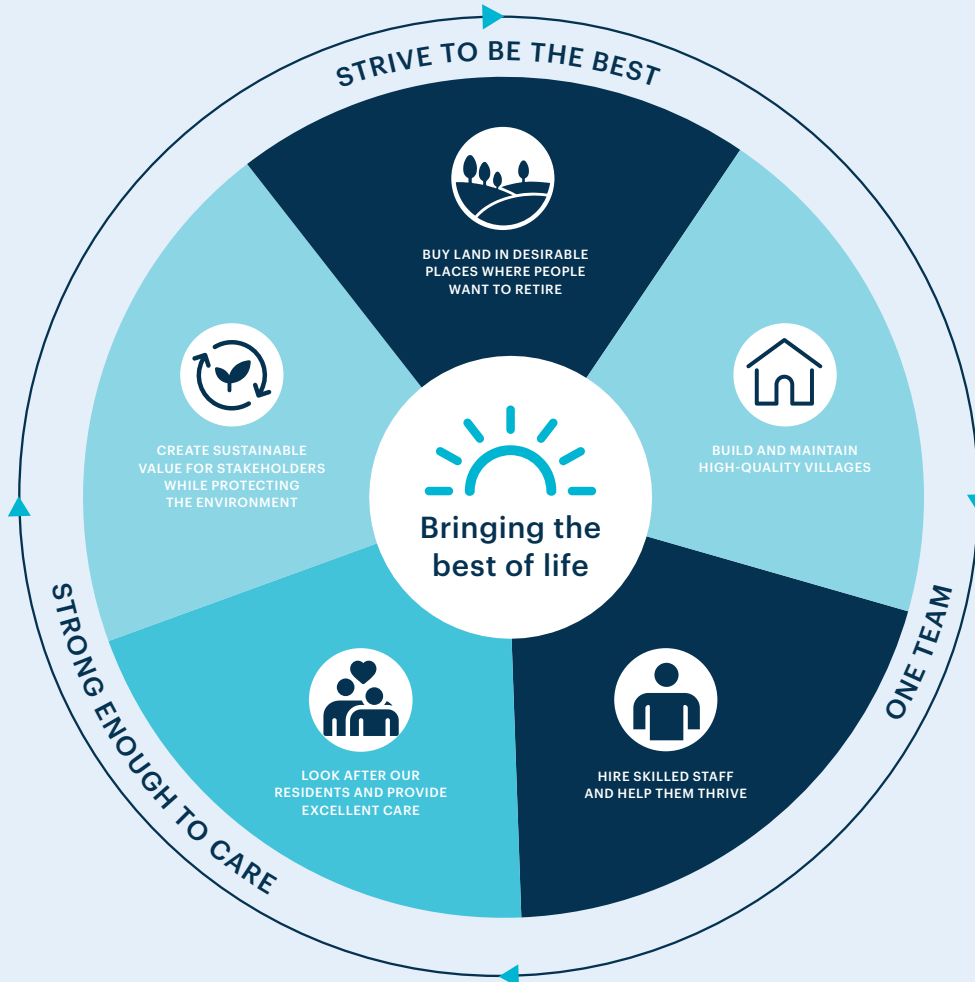 STRIVE TO BE THE BEST
BUY LAND IN DESIRABLE
PLACES WHERE PEOPLE
WANT TO RETIRE
BUILD AND MAINTAIN
HIGH-QUALITY VILLAGES
ONE TEAM
HIRE SKILLED STAFF
AND HELP THEM THRIVE
LOOK AFTER OUR
RESIDENTS AND PROVIDE
EXCELLENT CARE
STRONG ENOUGH TO CARE
CREATE SUSTAINABLE
VALUE FOR STAKEHOLDERS
WHILE PROTECTING
THE ENVIRONMENT
Bringing the
best of life